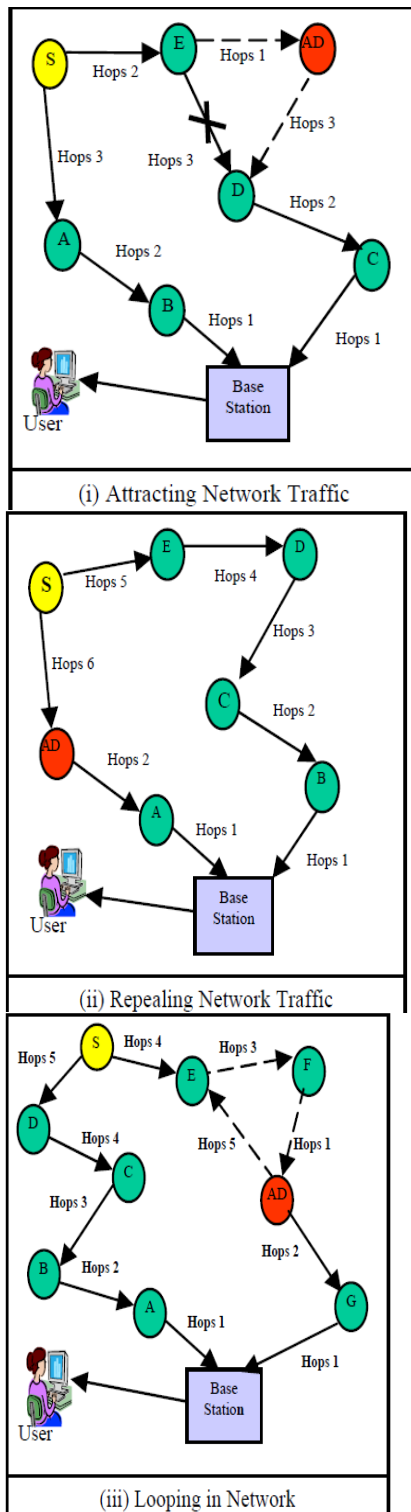 S
E
Hops 1
AD
Hops 2
Hops 3
Hops 3
Hops 3
D
Hops 2
A
Hops 2
C
B
Hops 1
Hops 1
Base
Station
User
(i) Attracting Network Traffic
E
D
S
Hops 5
Hops 4
Hops 3
Hops 6
C
AD
Hops 2
Hops 2
B
A
Hops 1
Hops 1
Base
Station
User
(ii) Repealing Network Traffic
S
Hops 4
Hops 3
Hops 5
E
F
D
Hops 5
Hops 1
Hops 4
C
AD
Hops 3
Hops 2
B
Hops 2
A
G
Hops 1
Hops 1
Base
Station
User
(iii) Looping in Network